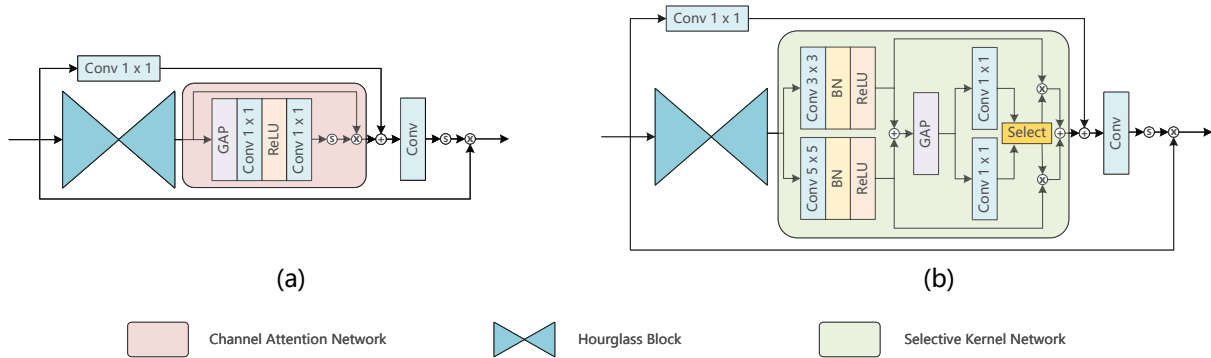 Conv 1 x 1
GAP
Conv 1 x 1
ReLU
Conv 1 x 1
S
Conv
S
(a)
Conv 1 x 1
Conv 3 x 3
BN
ReLU
Conv 5 x 5
BN
ReLU
GAP
Conv 1 x 1
Conv 1 x 1
Select
Conv
S
(b)
Channel Attention Network
Hourglass Block
Selective Kernel Network